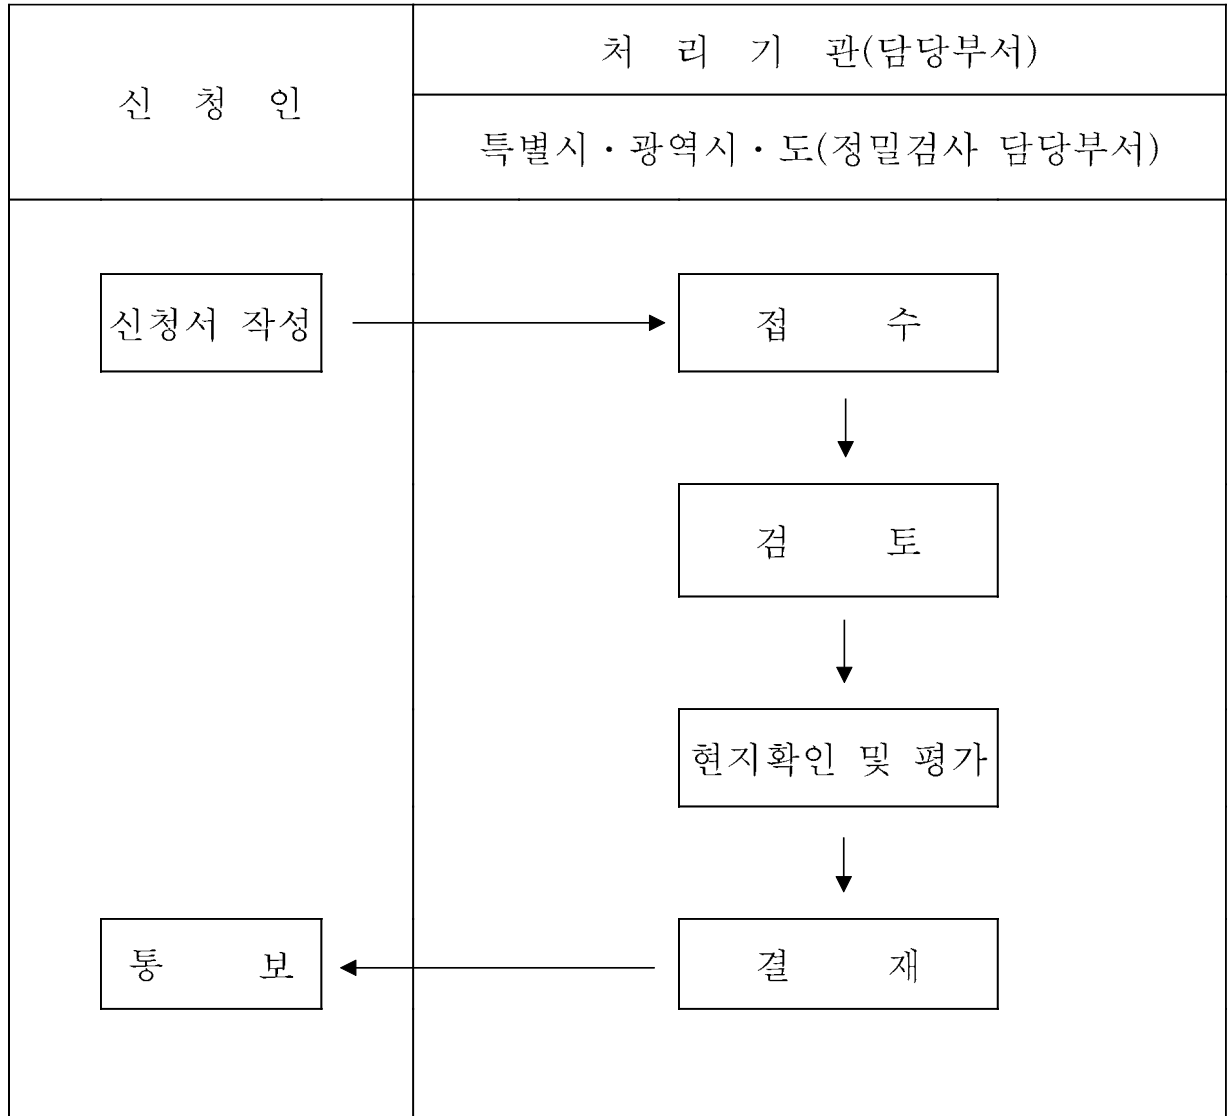 처 리 기 관(담당부서)
신 청 인
특별시·광역시·도(정밀검사 담당부서)
신청서 작성
접 수
검 토
현지확인 및 평가
통 보
결 재